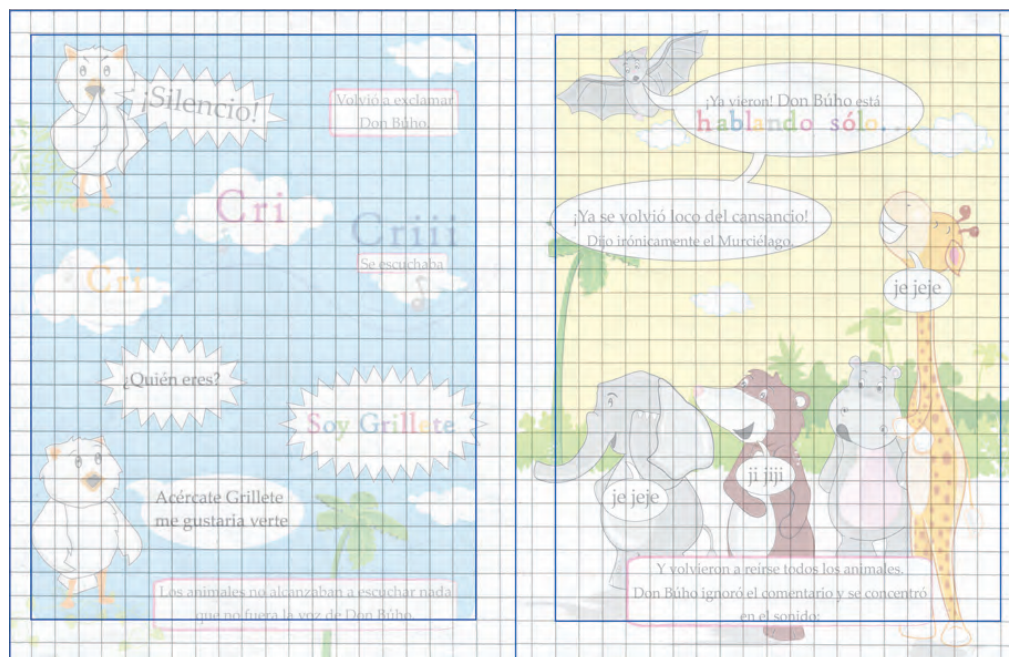 ¡Silencio!
Volvió a exclamar
Don Búho.
Cri
Criii
Se escuchaba
Cri
¿Quién eres?
Soy Grillete
Acércate Grillete
me gustaria verte
Los animales no alcanzaban a escuchar nada
que no fuera la voz de Don Búho.
¡Ya vieron! Don Búho está
hablando sólo.
¡Ya se volvió loco del cansancio!
Dijo irónicamente el Murciélago.
je jeje
ji jiji
je jeje
Y volvieron a reirse todos los animales.
Don Búho ignoró el comentario y se concentró
en el sonido: